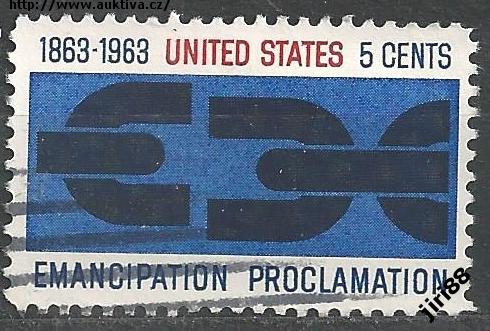 http://www.auktiva.cz/
1863-1963 UNITED STATES 5 CENTS
EMANCIPATION PROCLAMATION
jiri88